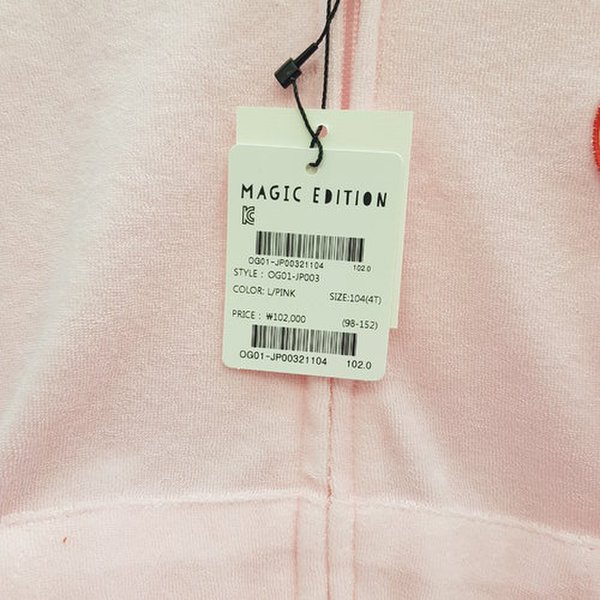 MAGIC EDITION
OG01-JP00321104 102.0
STYLE : OG01-JP003
COLOR: L/PINK SIZE:104(4T)
PRICE : ₩102,000 (98-152)
OG01-JP00321104 102.0